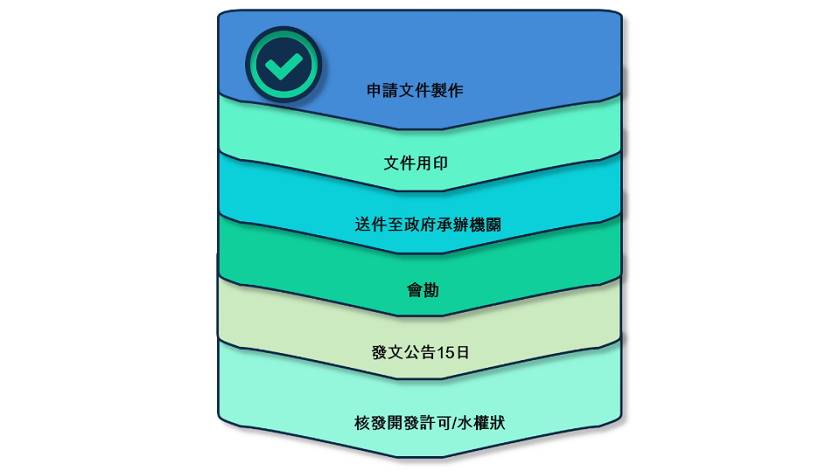 申請文件製作
文件用印
送件至政府承辦機關
會勘
發文公告15日
核發開發許可/水權狀